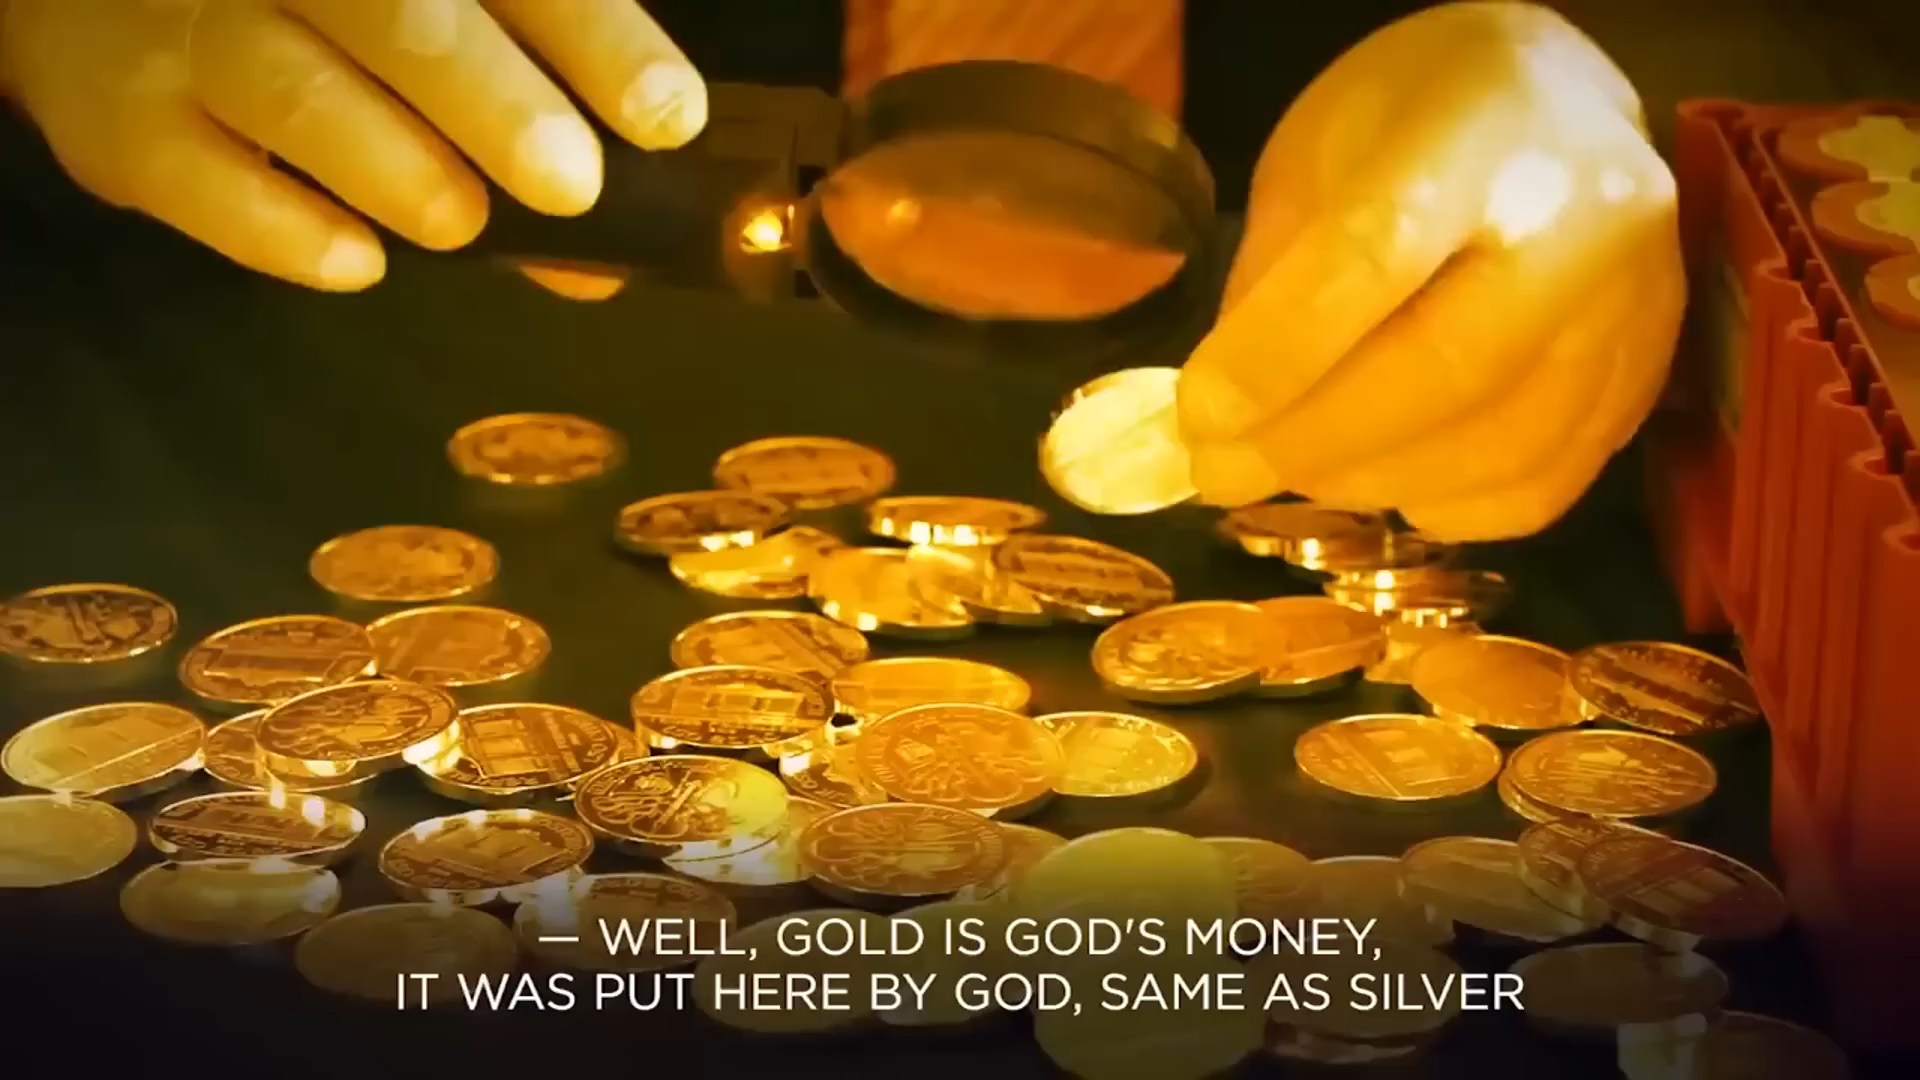 — WELL, GOLD IS GOD'S MONEY,
IT WAS PUT HERE BY GOD, SAME AS SILVER